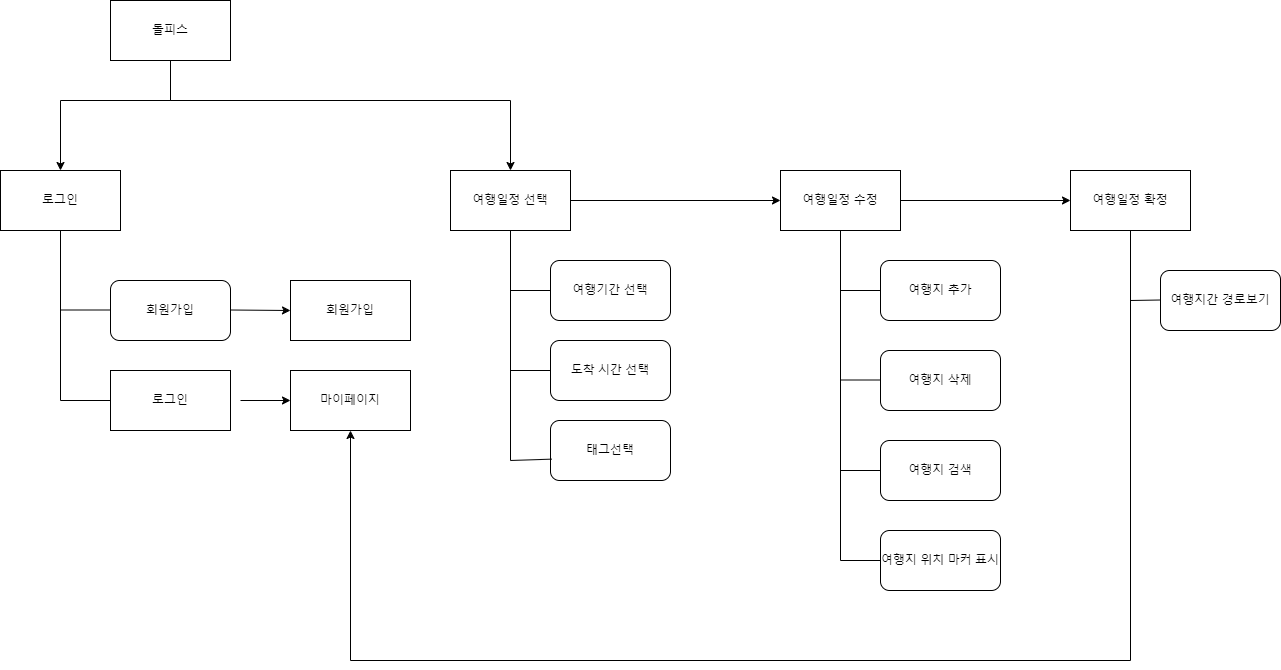 돌피스
로그인
여행일정 선택
여행일정 수정
여행일정 확정
여행기간 선택
여행지 추가
여행지간 경로보기
회원가입
회원가입
도착 시간 선택
여행지 삭제
로그인
마이페이지
태그선택
여행지 검색
여행지 위치 마커 표시